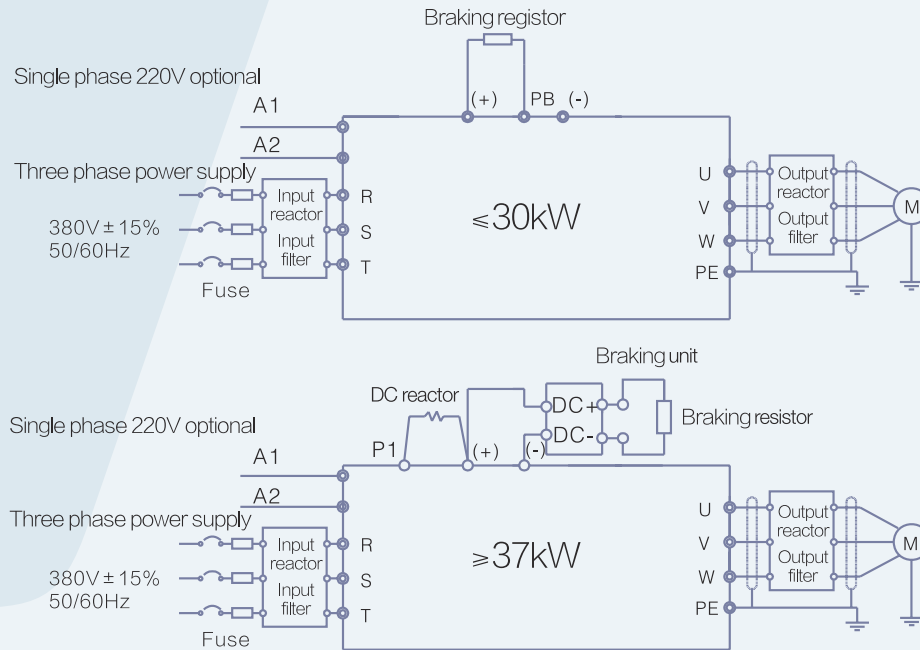 Braking registor
Single phase 220V optional
(+) PB (-)
A1
A2
Three phase power supply
380V ± 15%
50/60Hz
Fuse
Input
reactor
Input
filter
R
S
T
≤30kW
U
V
W
PE
Output
reactor
Output
filter
M
Braking unit
DC reactor
DC+
DC-
Braking resistor
Single phase 220V optional
P1 (+) (-)
A1
A2
Three phase power supply
380V ± 15%
50/60Hz
Fuse
Input
reactor
Input
filter
R
S
T
≥37kW
U
V
W
PE
Output
reactor
Output
filter
M